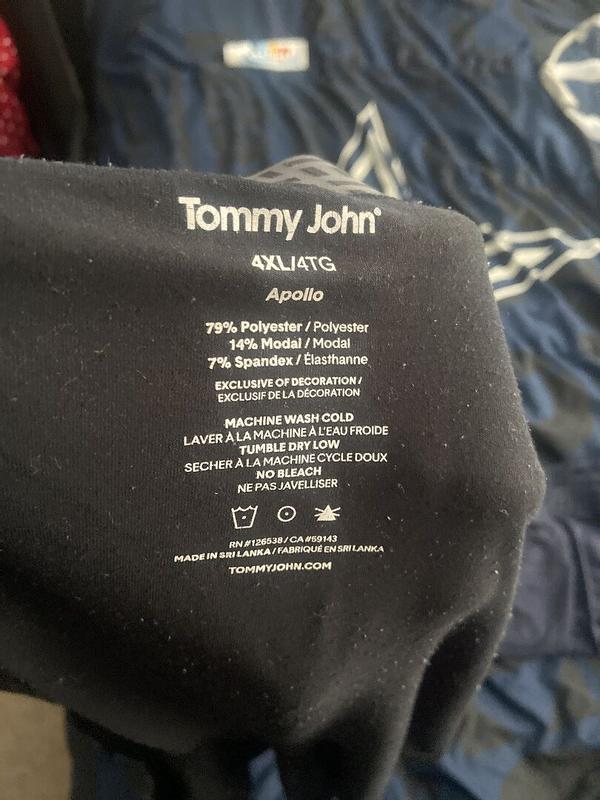 Tommy John®
4XL/4TG
Apollo
79% Polyester / Polyester
14% Modal / Modal
7% Spandex / Élasthanne
EXCLUSIVE OF DECORATION /
EXCLUSIF DE LA DÉCORATION
MACHINE WASH COLD
LAVER À LA MACHINE À L'EAU FROIDE
TUMBLE DRY LOW
SECHER À LA MACHINE CYCLE DOUX
NO BLEACH
NE PAS JAVELLISER
RN #126538 / CA #59143
MADE IN SRI LANKA / FABRIQUÉ EN SRI LANKA
TOMMYJOHN.COM